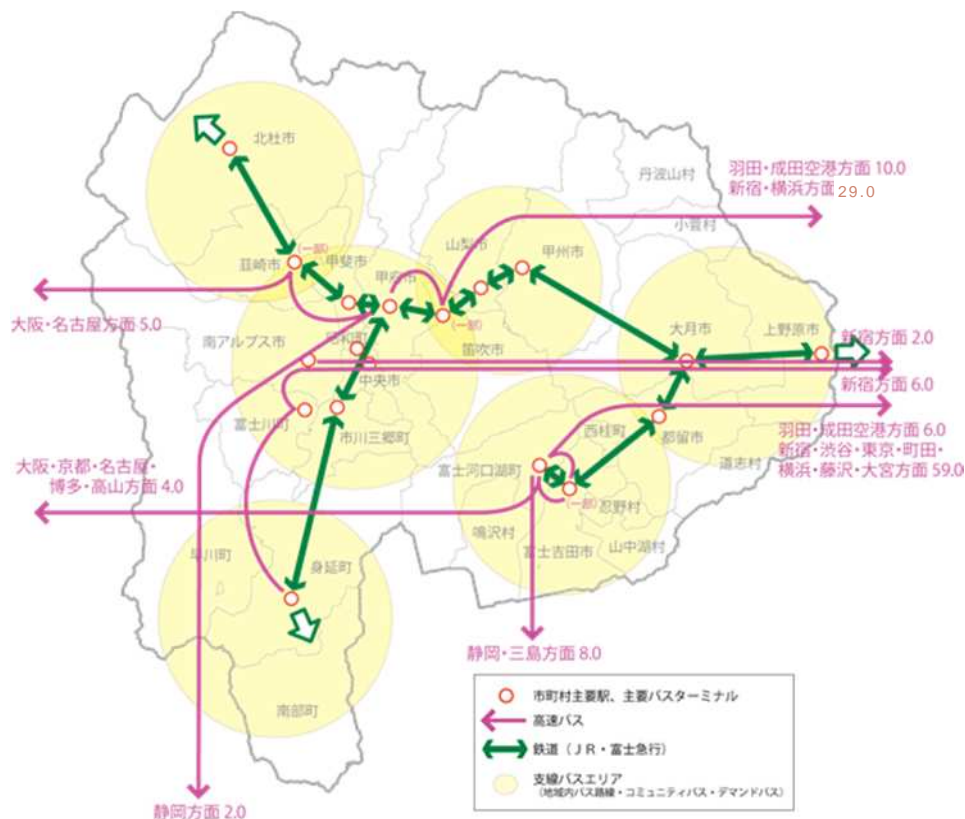 北杜市
丹波山村
羽田・成田空港方面 10.0
新宿・横浜方面 29.0
小菅村
山梨市
甲州市
(一部)
韮崎市
甲斐市
甲府市
(一部)
大阪・名古屋方面 5.0
南アルプス市
昭和町
笛吹市
大月市
上野原市
新宿方面 2.0
中央市
新宿方面 6.0
富士川町
市川三郷町
西桂町
都留市
羽田・成田空港方面 6.0
新宿・渋谷・東京・町田・
横浜・藤沢・大宮方面 59.0
道志村
大阪・京都・名古屋・
博多・高山方面 4.0
富士河口湖町
(一部)
忍野村
鳴沢村
富士吉田市
山中湖村
早川町
身延町
静岡・三島方面 8.0
南部町
静岡方面 2.0
市町村主要駅、主要バスターミナル
高速バス
鉄道(JR・富士急行)
支線バスエリア
(地域内バス路線・コミュニティバス・デマンドバス)